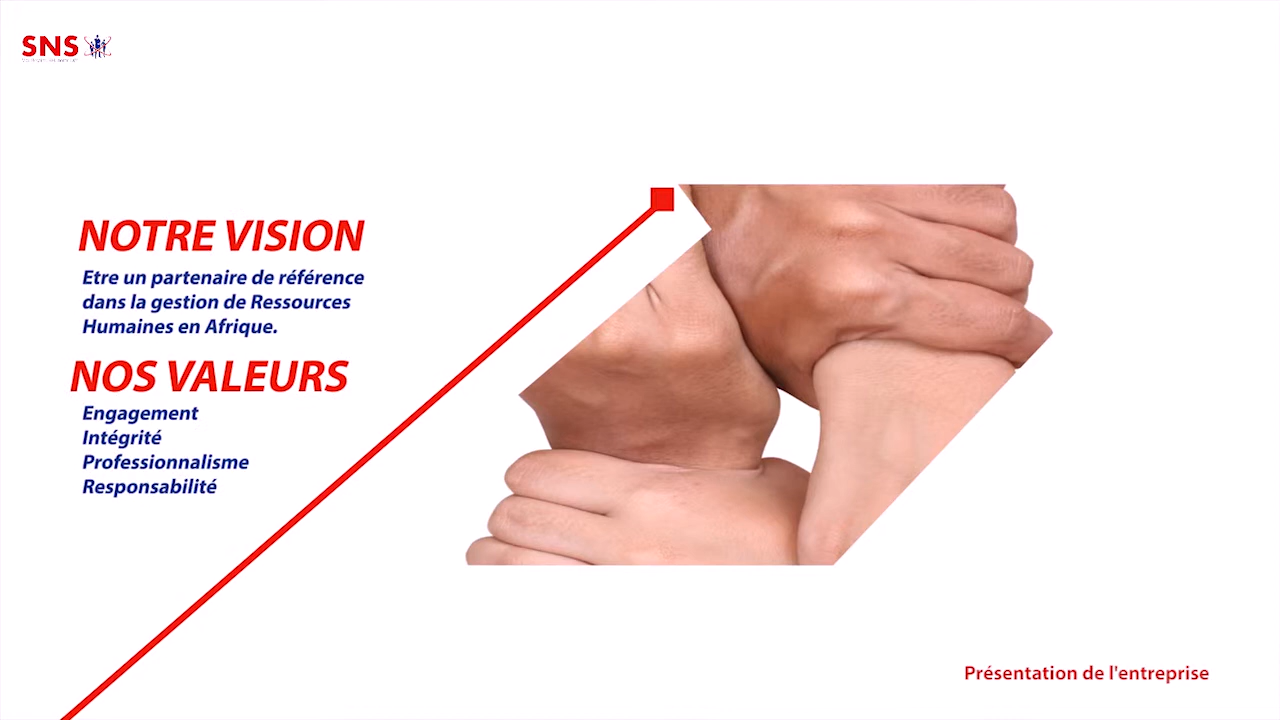 SNS
NOTRE VISION
Etre un partenaire de référence
dans la gestion de Ressources
Humaines en Afrique.
NOS VALEURS
Engagement
Intégrité
Professionnalisme
Responsabilité
Présentation de l'entreprise